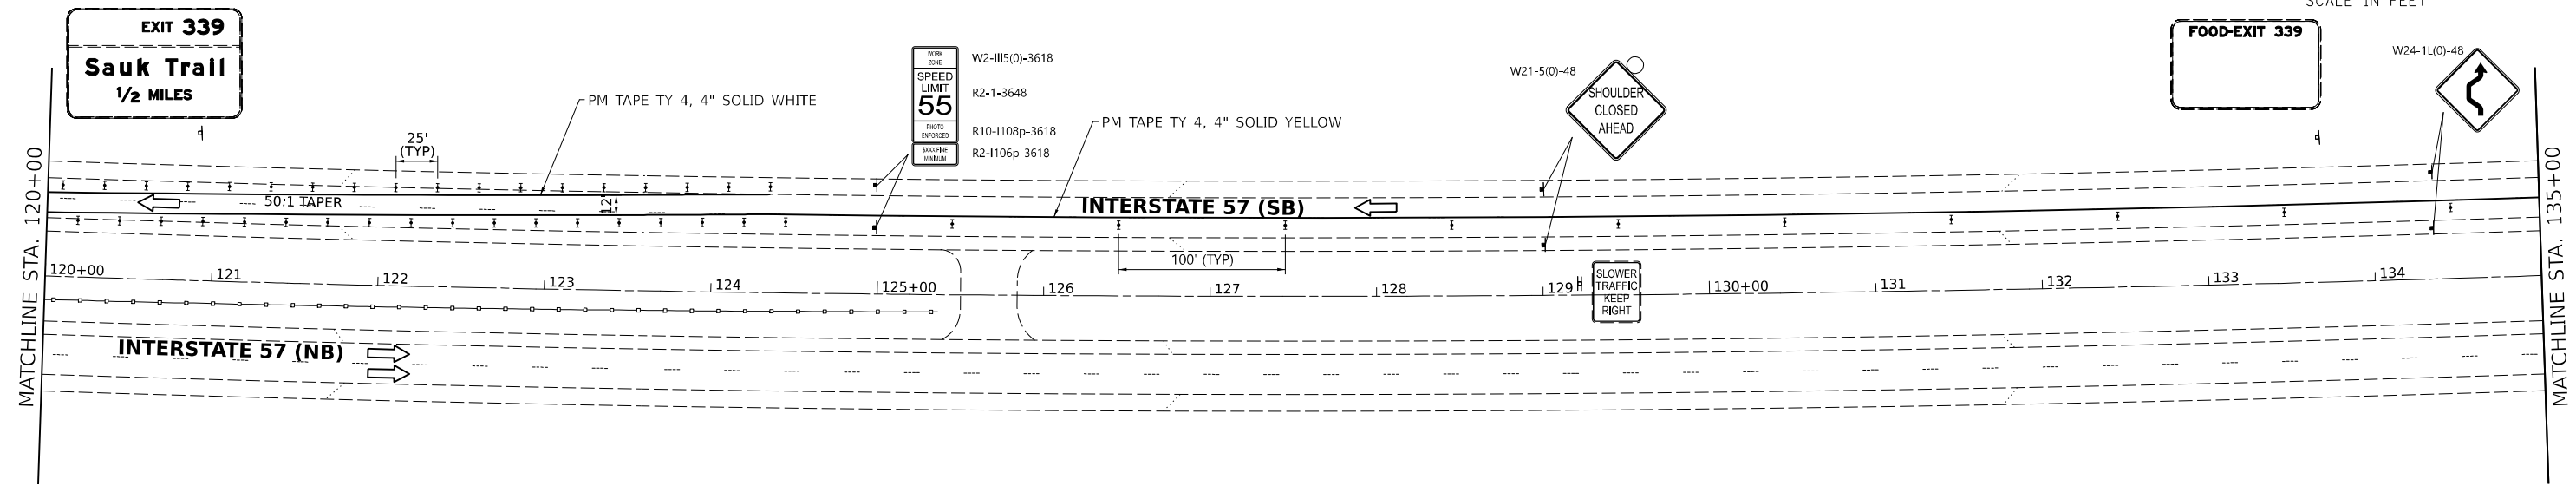 SCALE IN FEET
EXIT 339
Sauk Trail
1/2 MILES
WORK
ZONE
SPEED
LIMIT
55
PHOTO
ENFORCED
$XXX FINE
MINIMUM
W2-III5(0)-3618
R2-1-3648
R10-I108p-3618
R2-I106p-3618
W21-5(0)-48
SHOULDER
CLOSED
AHEAD
FOOD-EXIT 339
W24-1L(0)-48
PM TAPE TY 4, 4" SOLID WHITE
PM TAPE TY 4, 4" SOLID YELLOW
25'
(TYP)
50:1 TAPER
12'
INTERSTATE 57 (SB)
100' (TYP)
120+00 121 122 123 124 125+00 126 127 128 129 130+00 131 132 133 134
SLOWER
TRAFFIC
KEEP
RIGHT
INTERSTATE 57 (NB)
MATCHLINE STA. 120+00
MATCHLINE STA. 135+00